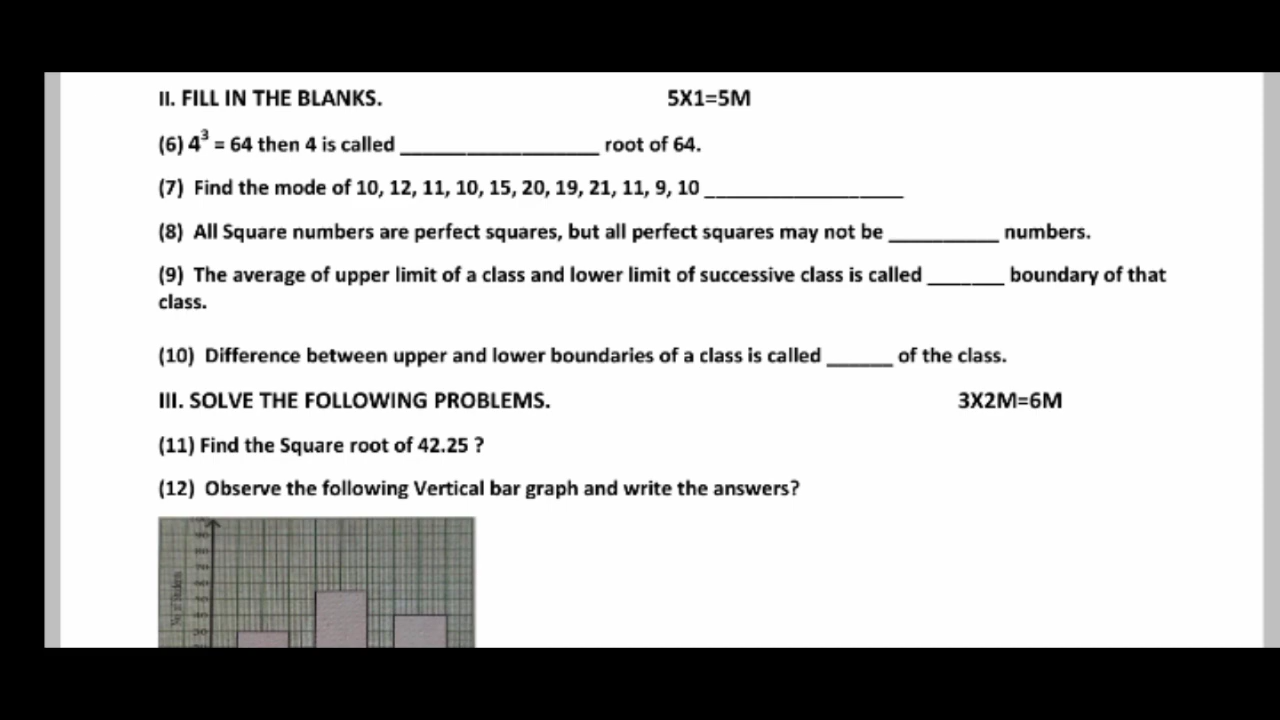 II. FILL IN THE BLANKS. 5X1=5M
(6) 4³ = 64 then 4 is called __________________ root of 64.
(7) Find the mode of 10, 12, 11, 10, 15, 20, 19, 21, 11, 9, 10 __________________
(8) All Square numbers are perfect squares, but all perfect squares may not be __________ numbers.
(9) The average of upper limit of a class and lower limit of successive class is called _______ boundary of that
class.
(10) Difference between upper and lower boundaries of a class is called ______ of the class.
III. SOLVE THE FOLLOWING PROBLEMS. 3X2M=6M
(11) Find the Square root of 42.25 ?
(12) Observe the following Vertical bar graph and write the answers?